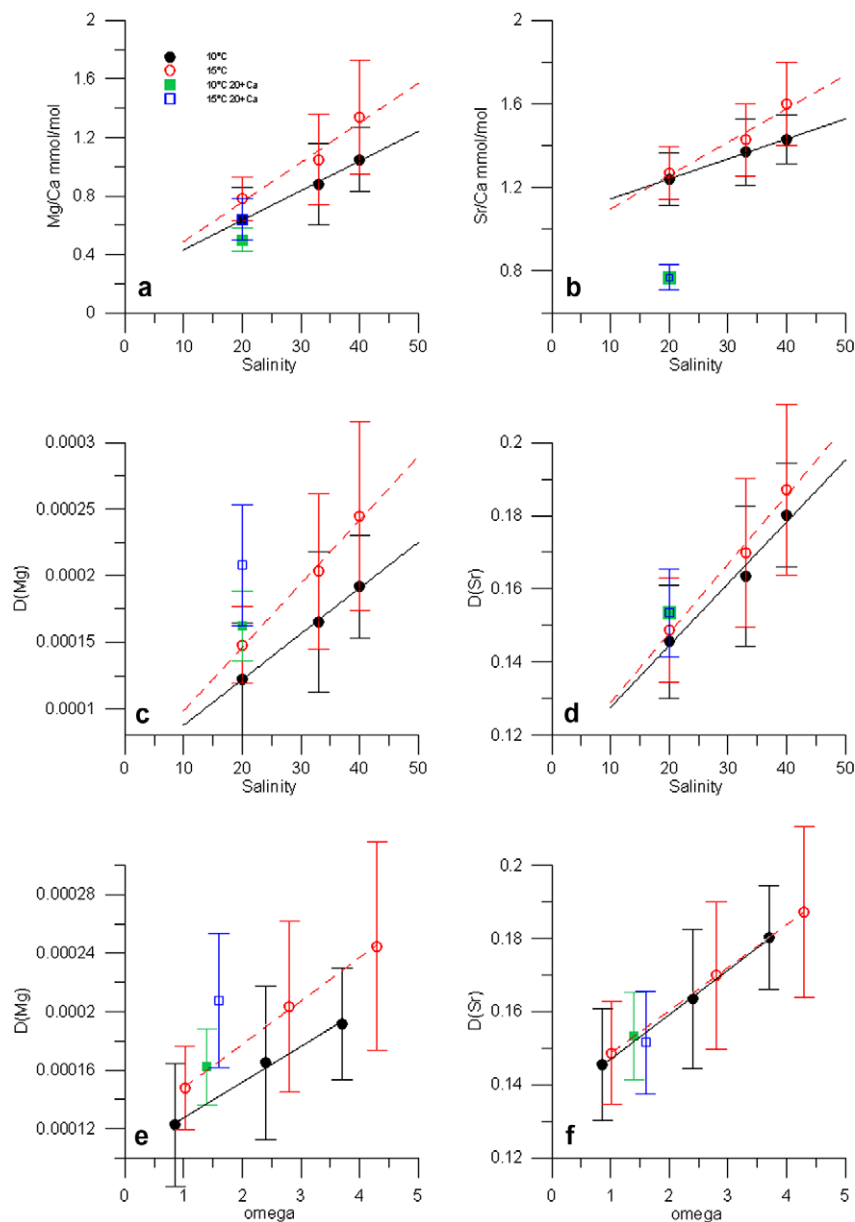 2
1.6
1.2
0.8
0.4
0
Mg/Ca mmol/mol
10°C
15°C
10°C 20+Ca
15°C 20+Ca
a
0 10 20 30 40 50
Salinity
2
1.6
1.2
0.8
Sr/Ca mmol/mol
b
0 10 20 30 40 50
Salinity
0.0003
0.00025
0.0002
0.00015
0.0001
D(Mg)
c
0 10 20 30 40 50
Salinity
0.2
0.18
0.16
0.14
0.12
D(Sr)
d
0 10 20 30 40 50
Salinity
0.00028
0.00024
0.0002
0.00016
0.00012
D(Mg)
e
0 1 2 3 4 5
omega
0.2
0.18
0.16
0.14
0.12
D(Sr)
f
0 1 2 3 4 5
omega